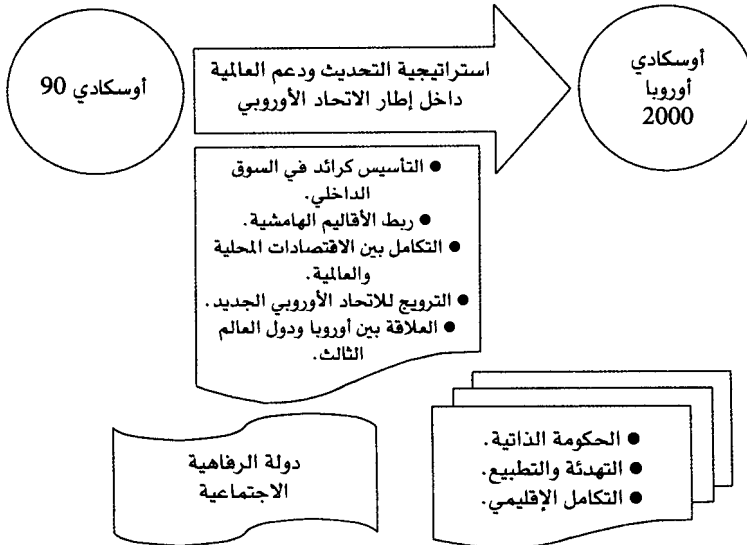 أوسكادي 90
استراتيجية التحديث ودعم العالمية
داخل إطار الاتحاد الأوروبي
أوسكادي
أوروبا
2000
● التأسيس كرائد في السوق
الداخلي.
● ربط الأقاليم الهامشية.
● التكامل بين الاقتصادات المحلية
والعالمية.
● الترويج للاتحاد الأوروبي الجديد.
● العلاقة بين أوروبا ودول العالم
الثالث.
دولة الرفاهية
الاجتماعية
● الحكومة الذاتية.
● التهدئة والتطبيع.
● التكامل الإقليمي.